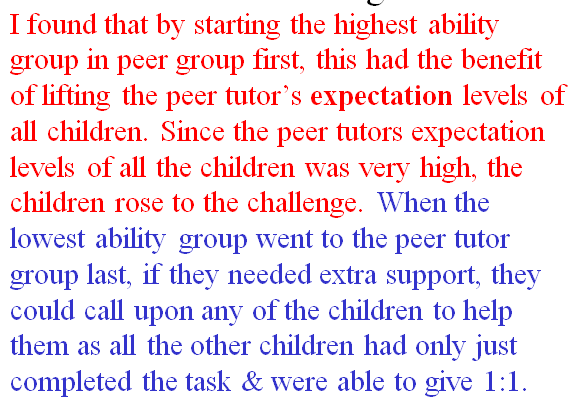 I found that by starting the highest ability
group in peer group first, this had the benefit
of lifting the peer tutor's expectation levels of
all children. Since the peer tutors expectation
levels of all the children was very high, the
children rose to the challenge. When the
lowest ability group went to the peer tutor
group last, if they needed extra support, they
could call upon any of the children to help
them as all the other children had only just
completed the task & were able to give 1:1.